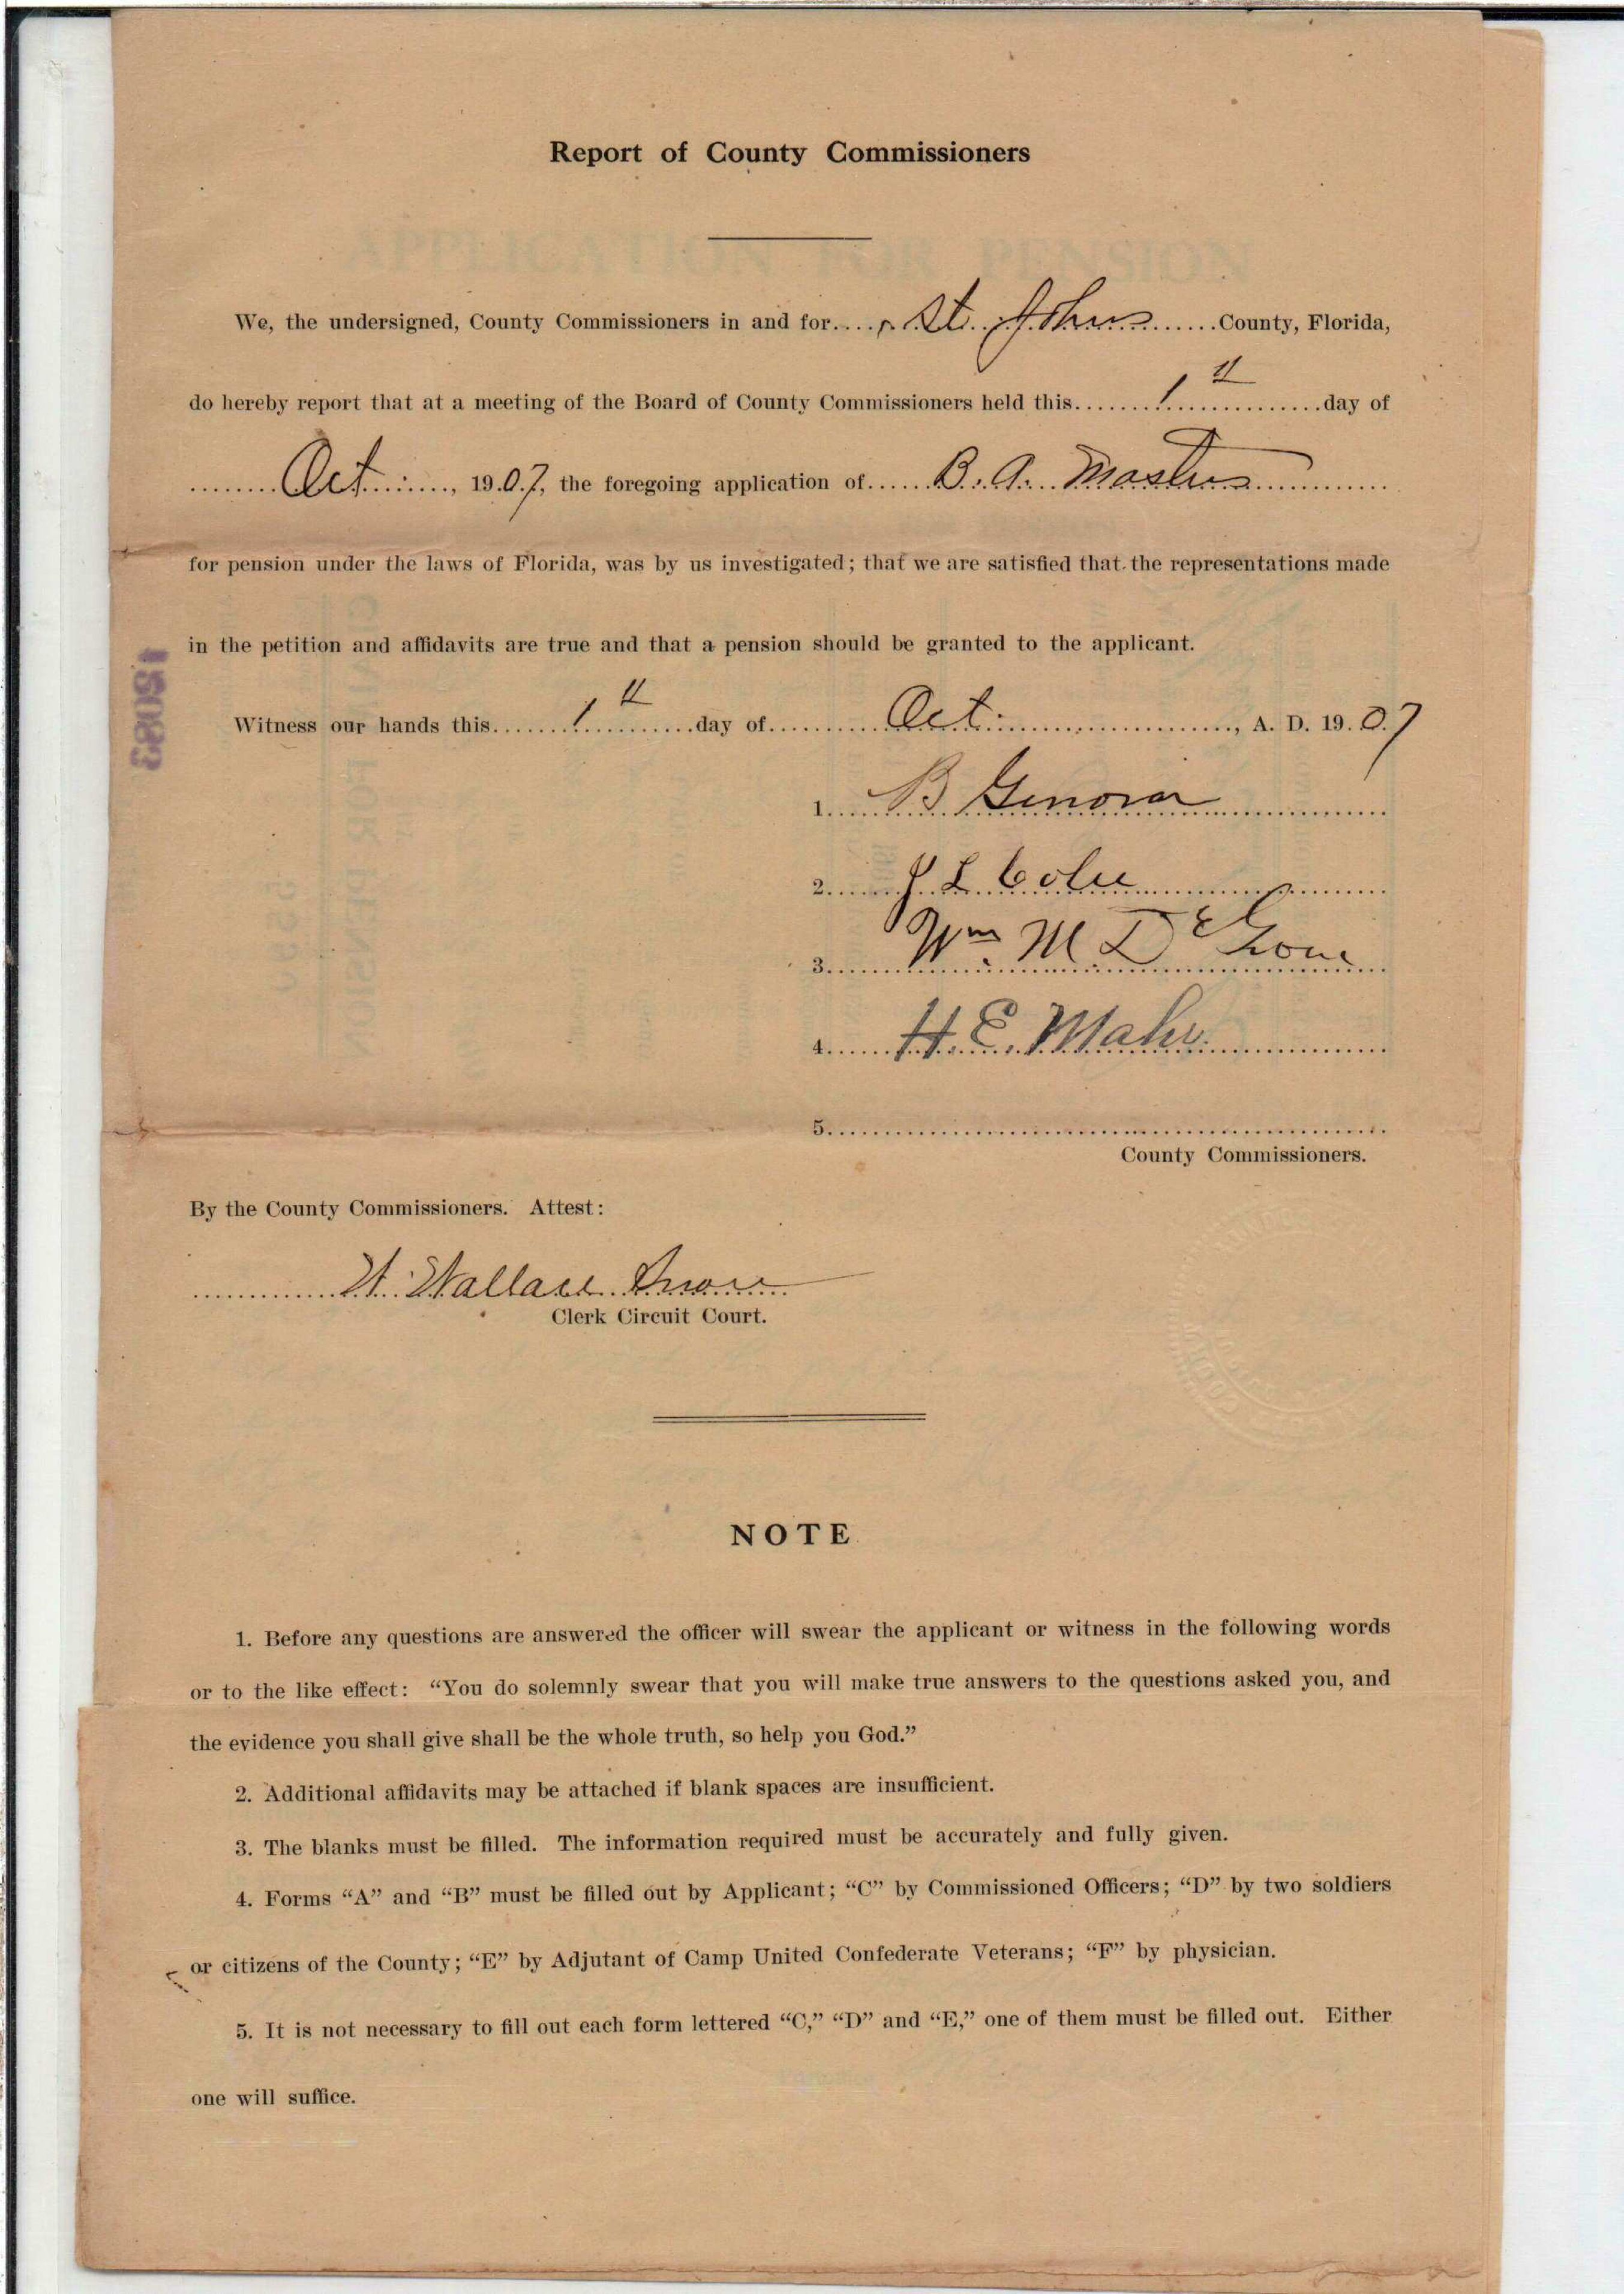 Report of County Commissioners
We, the undersigned, County Commissioners in and for St. Johns County, Florida,
do hereby report that at a meeting of the Board of County Commissioners held this 1st day of
Oct., 1907, the foregoing application of B. A. Masters
for pension under the laws of Florida, was by us investigated; that we are satisfied that the representations made
in the petition and affidavits are true and that a pension should be granted to the applicant.
Witness our hands this 1st day of Oct., A. D. 1907
1. B Genovar
2. L
3. Wm M
4. H. E. Mahr
5.
County Commissioners.
By the County Commissioners. Attest:
Wallace Snow
Clerk Circuit Court.
NOTE
1. Before any questions are answered the officer will swear the applicant or witness in the following words
or to the like effect: “You do solemnly swear that you will make true answers to the questions asked you, and
the evidence you shall give shall be the whole truth, so help you God.”
2. Additional affidavits may be attached if blank spaces are insufficient.
3. The blanks must be filled. The information required must be accurately and fully given.
4. Forms “A” and “B” must be filled out by Applicant; “C” by Commissioned Officers; “D” by two soldiers
or citizens of the County; “E” by Adjutant of Camp United Confederate Veterans; “F” by physician.
5. It is not necessary to fill out each form lettered “C,” “D” and “E,” one of them must be filled out. Either
one will suffice.